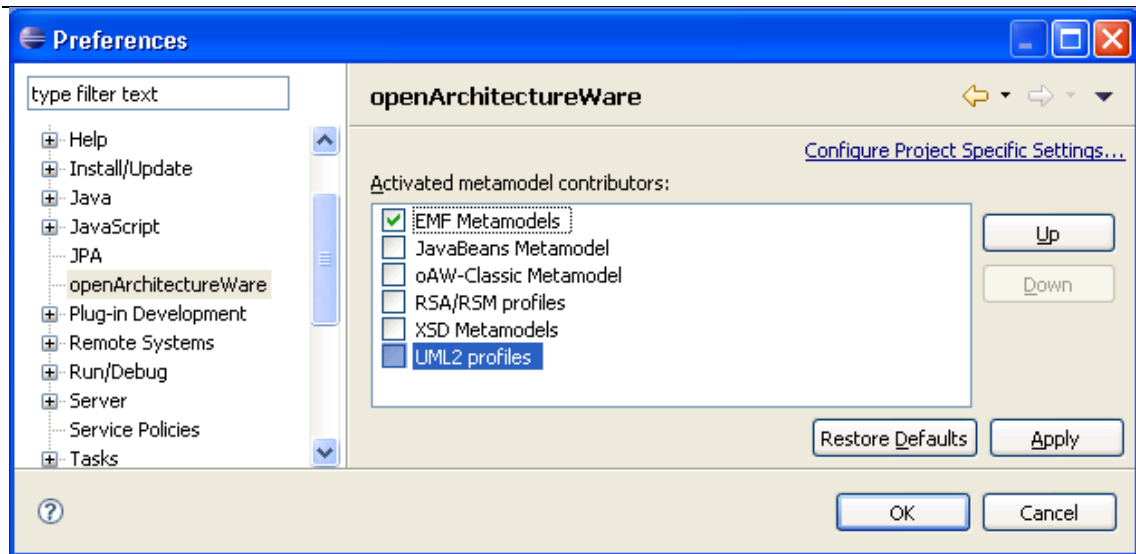 Preferences
type filter text
Help
Install/Update
Java
JavaScript
JPA
openArchitectureWare
Plug-in Development
Remote Systems
Run/Debug
Server
Service Policies
Tasks
openArchitectureWare
Configure Project Specific Settings...
Activated metamodel contributors:
EMF Metamodels
JavaBeans Metamodel
oAW-Classic Metamodel
RSA/RSM profiles
XSD Metamodels
UML2 profiles
Up
Down
Restore Defaults
Apply
OK
Cancel